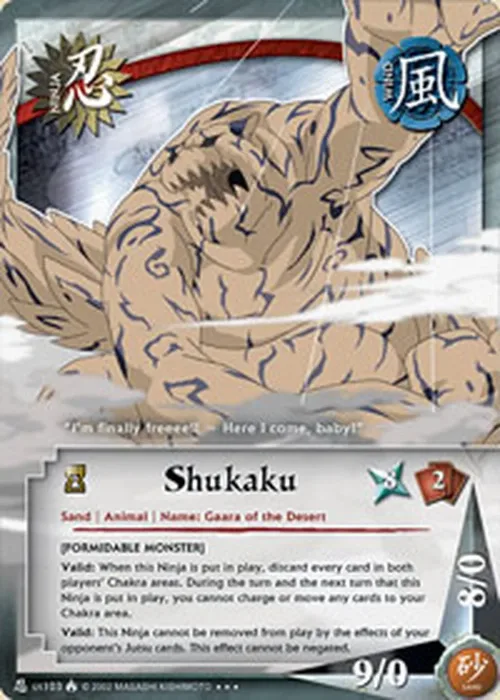 忍
NINJA
風
WIND
"I'm finally freeee!! — Here I come, baby!"
Shukaku
8
2
Sand | Animal | Name: Gaara of the Desert
[FORMIDABLE MONSTER]
Valid: When this Ninja is put in play, discard every card in both
players' Chakra areas. During the turn and the next turn that this
Ninja is put in play, you cannot charge or move any cards to your
Chakra area.
Valid: This Ninja cannot be removed from play by the effects of your
opponent's Jutsu cards. This effect cannot be negated.
8/0
9/0
砂
SAND
© 2002 MASASHI KISHIMOTO